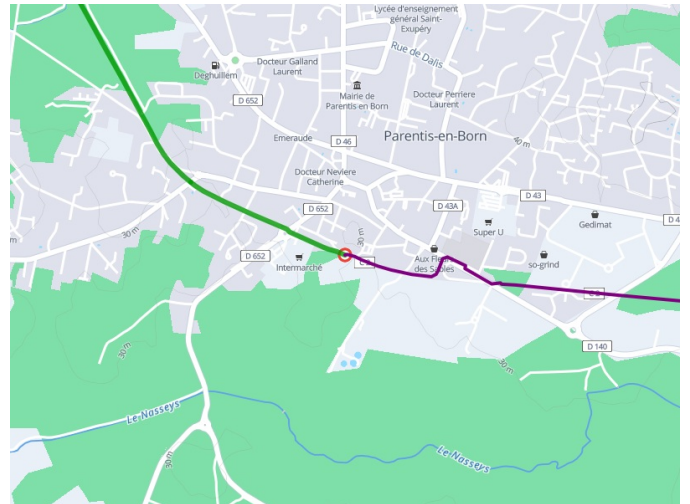 Lycée d'enseignement
général Saint-
Exupéry
Rue de Dalis
Docteur Galland
Laurent
Deghuillem
D 652
Mairie de
Parentis en Born
Docteur Perriere
Laurent
Emeraude
D 46
Parentis-en-Born
40 m
Docteur Neviere
Catherine
D 652
D 43A
D 43
Super U
Gedimat
30 m
30 m
D 652
Intermarché
Aux Fleurs
des Sables
so-grind
D 140
30 m
30 m
Le Nasseys
Le Nasseys
30 m